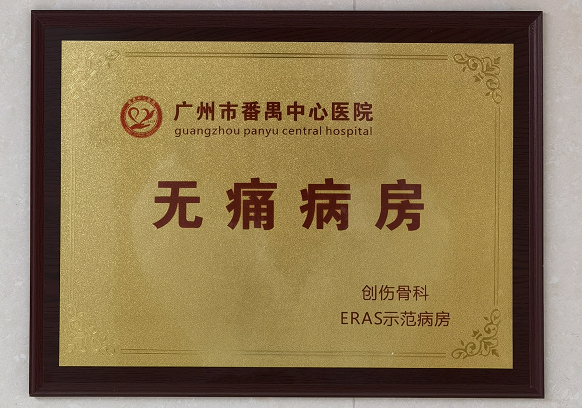 广州市番禺中心医院
guangzhou panyu central hospital
无痛病房
创伤骨科
ERAS示范病房